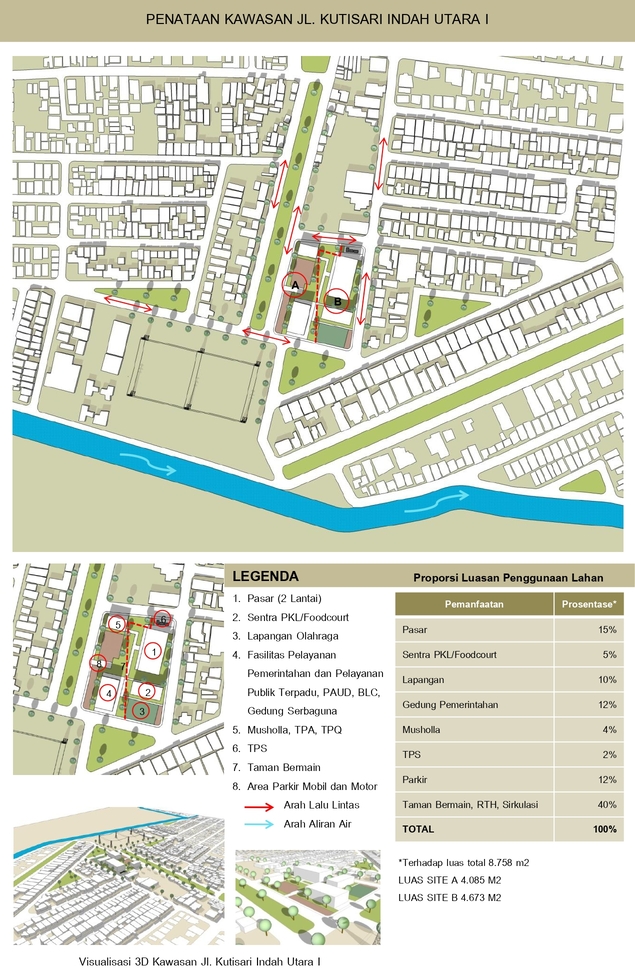 PENATAAN KAWASAN JL. KUTISARI INDAH UTARA I
A
B
LEGENDA
1. Pasar (2 Lantai)
2. Sentra PKL/Foodcourt
3. Lapangan Olahraga
4. Fasilitas Pelayanan
Pemerintahan dan Pelayanan
Publik Terpadu, PAUD, BLC,
Gedung Serbaguna
5. Musholla, TPA, TPQ
6. TPS
7. Taman Bermain
8. Area Parkir Mobil dan Motor
Arah Lalu Lintas
Arah Aliran Air
5
6
1
8
7
4
2
3
Proporsi Luasan Penggunaan Lahan
Pemanfaatan Prosentase*
Pasar 15%
Sentra PKL/Foodcourt 5%
Lapangan 10%
Gedung Pemerintahan 12%
Musholla 4%
TPS 2%
Parkir 12%
Taman Bermain, RTH, Sirkulasi 40%
TOTAL 100%
*Terhadap luas total 8.758 m2
LUAS SITE A 4.085 M2
LUAS SITE B 4.673 M2
Visualisasi 3D Kawasan Jl. Kutisari Indah Utara I